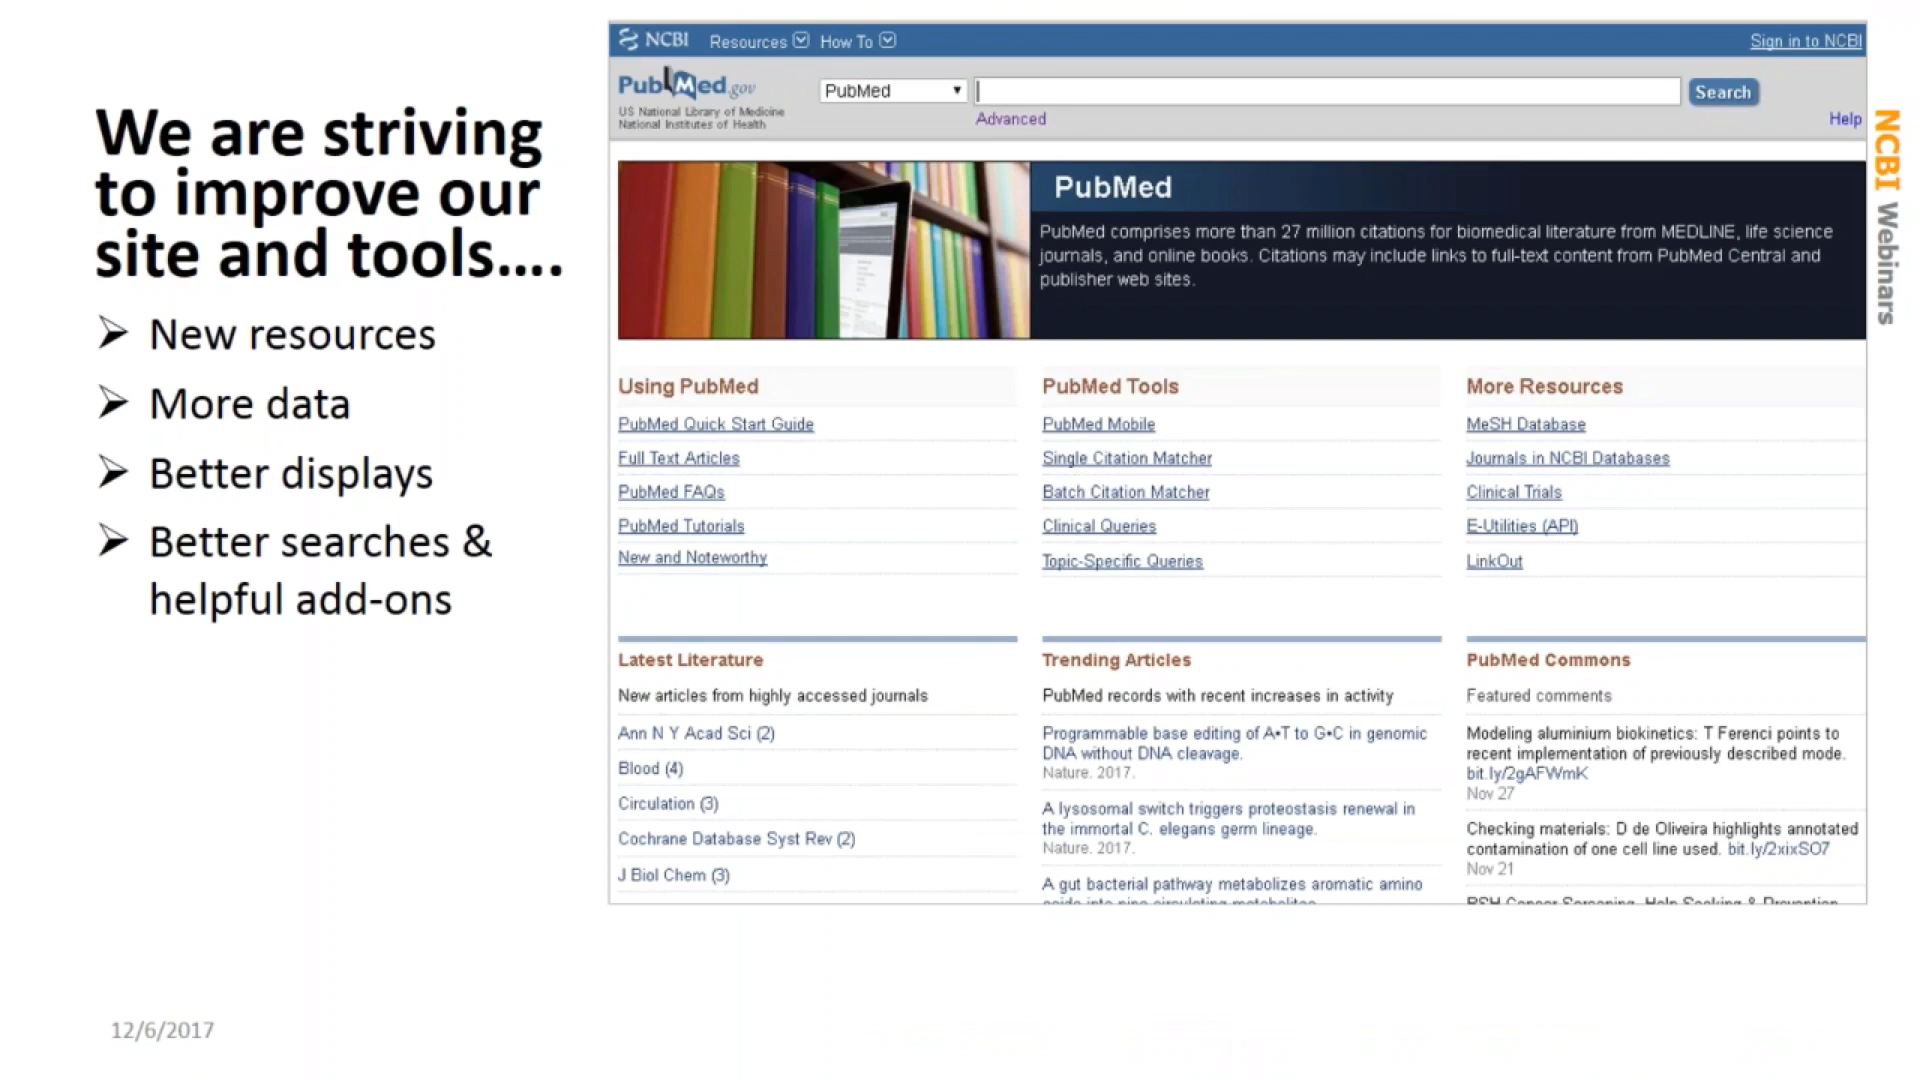 We are striving
to improve our
site and tools....
New resources
More data
Better displays
Better searches &
helpful add-ons
12/6/2017
NCBI Resources How To Sign in to NCBI
PubMed.gov
US National Library of Medicine
National Institutes of Health
PubMed
Search
Advanced
Help
PubMed
PubMed comprises more than 27 million citations for biomedical literature from MEDLINE, life science
journals, and online books. Citations may include links to full-text content from PubMed Central and
publisher web sites.
Using PubMed
PubMed Quick Start Guide
Full Text Articles
PubMed FAQs
PubMed Tutorials
New and Noteworthy
PubMed Tools
PubMed Mobile
Single Citation Matcher
Batch Citation Matcher
Clinical Queries
Topic-Specific Queries
More Resources
MeSH Database
Journals in NCBI Databases
Clinical Trials
E-Utilities (API)
LinkOut
Latest Literature
New articles from highly accessed journals
Ann N Y Acad Sci (2)
Blood (4)
Circulation (3)
Cochrane Database Syst Rev (2)
J Biol Chem (3)
Trending Articles
PubMed records with recent increases in activity
Programmable base editing of A•T to G•C in genomic
DNA without DNA cleavage.
Nature. 2017.
A lysosomal switch triggers proteostasis renewal in
the immortal C. elegans germ lineage.
Nature. 2017.
A gut bacterial pathway metabolizes aromatic amino
acids into nine circulating metabolites.
PubMed Commons
Featured comments
Modeling aluminium biokinetics: T Ferenci points to
recent implementation of previously described mode.
bit.ly/2gAFWmK
Nov 27
Checking materials: D de Oliveira highlights annotated
contamination of one cell line used. bit.ly/2xixSO7
Nov 21
Cancer Screening, Help Seeking & Prevention
NCBI Webinars